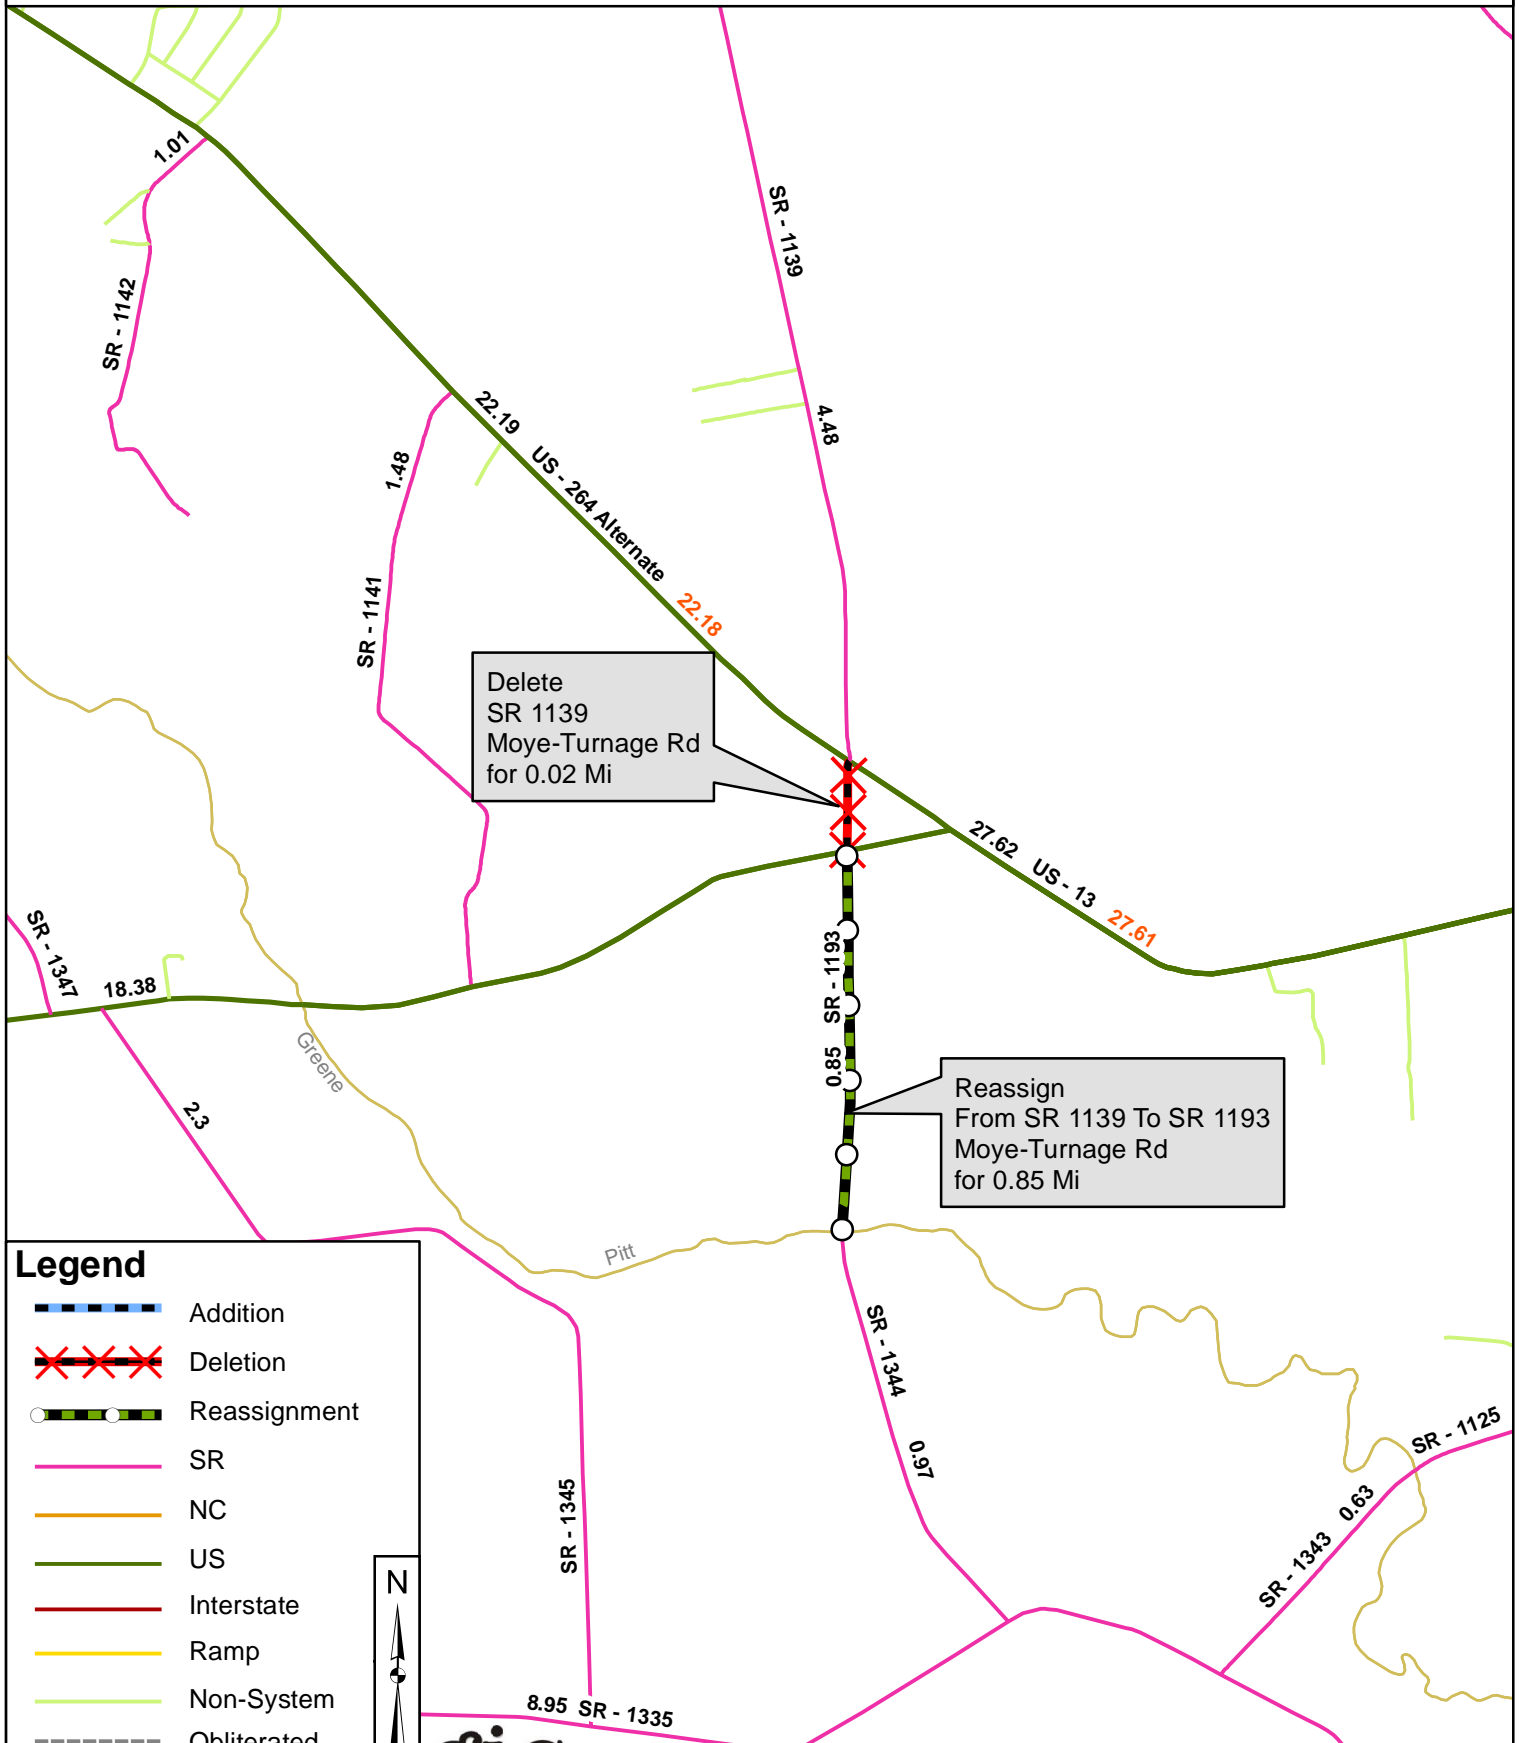 1.01
SR - 1142
SR - 1139
4.48
22.19
US - 264 Alternate
22.18
1.48
SR - 1141
Delete
SR 1139
Moye-Turnage Rd
for 0.02 Mi
27.62
US - 13
27.61
SR - 1347
18.38
Greene
2.3
SR - 1193
0.85
Reassign
From SR 1139 To SR 1193
Moye-Turnage Rd
for 0.85 Mi
Pitt
SR - 1344
0.97
SR - 1125
0.63
SR - 1343
SR - 1345
8.95 SR - 1335
Legend
Addition
Deletion
Reassignment
SR
NC
US
Interstate
Ramp
Non-System
Obliterated
N